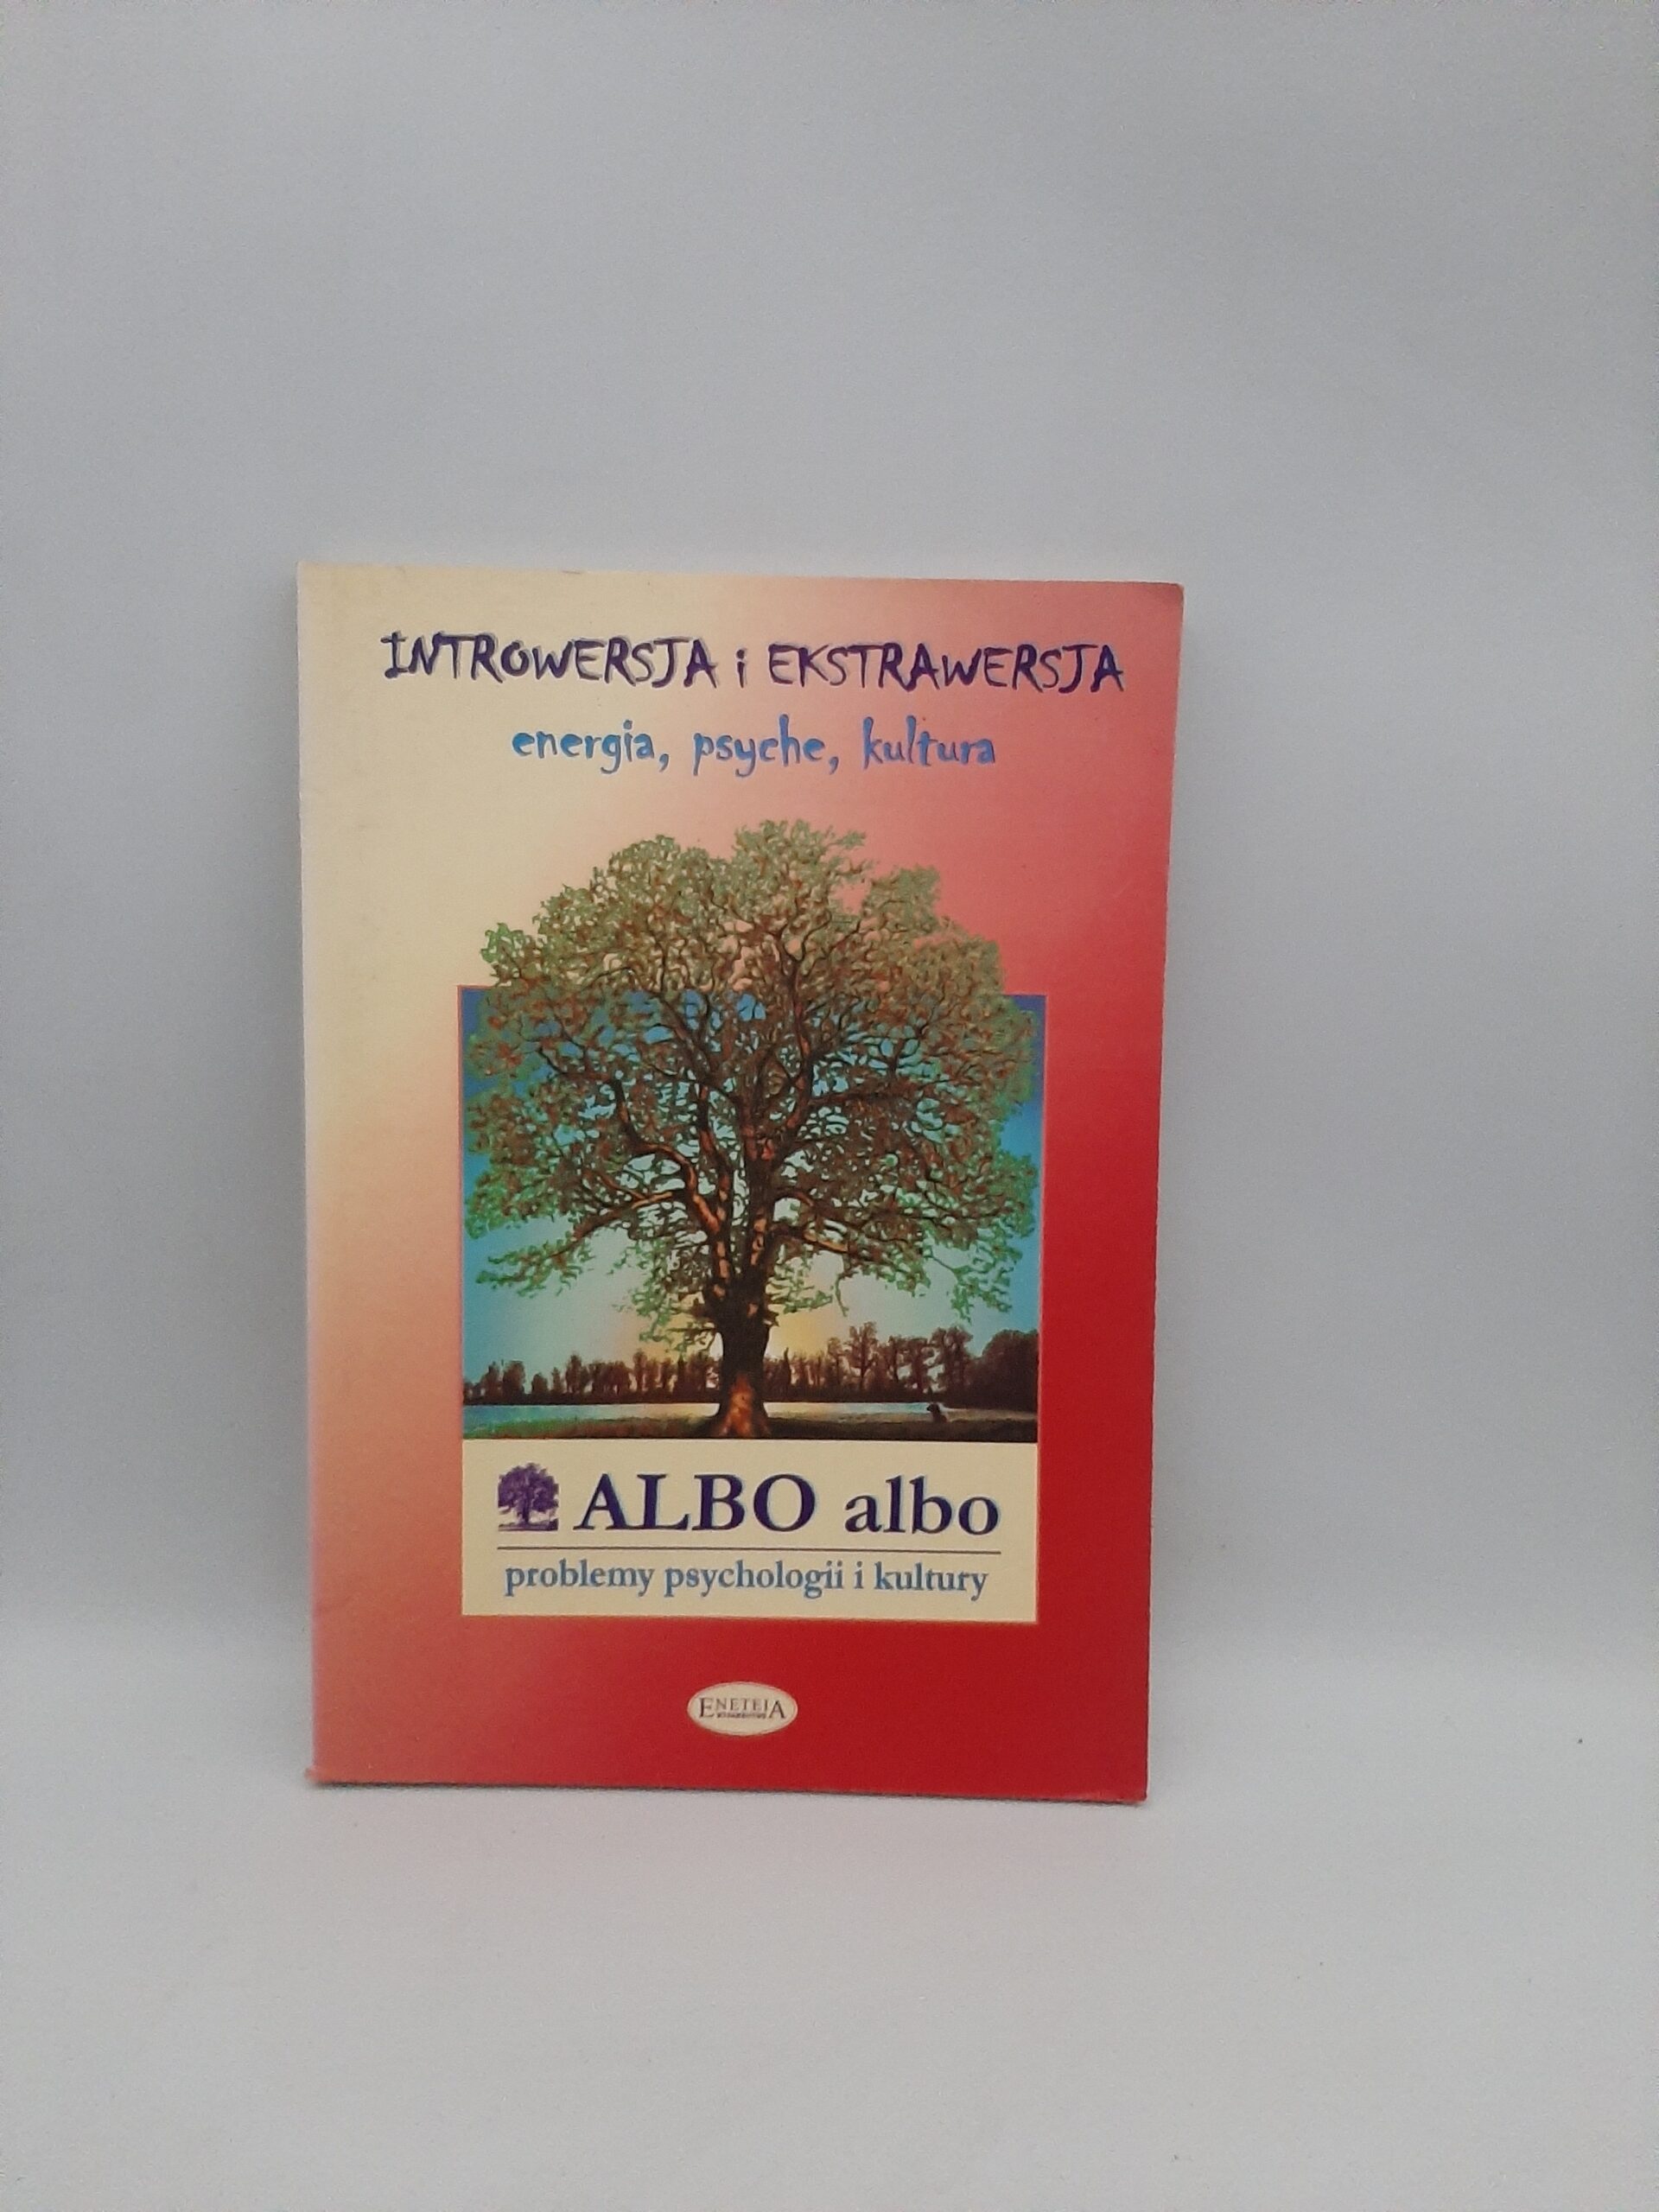 INTROWERSJA i EKSTRAWERSJA
energia, psyche, kultura
ALBO albo
problemy psychologii i kultury
ENETEIA